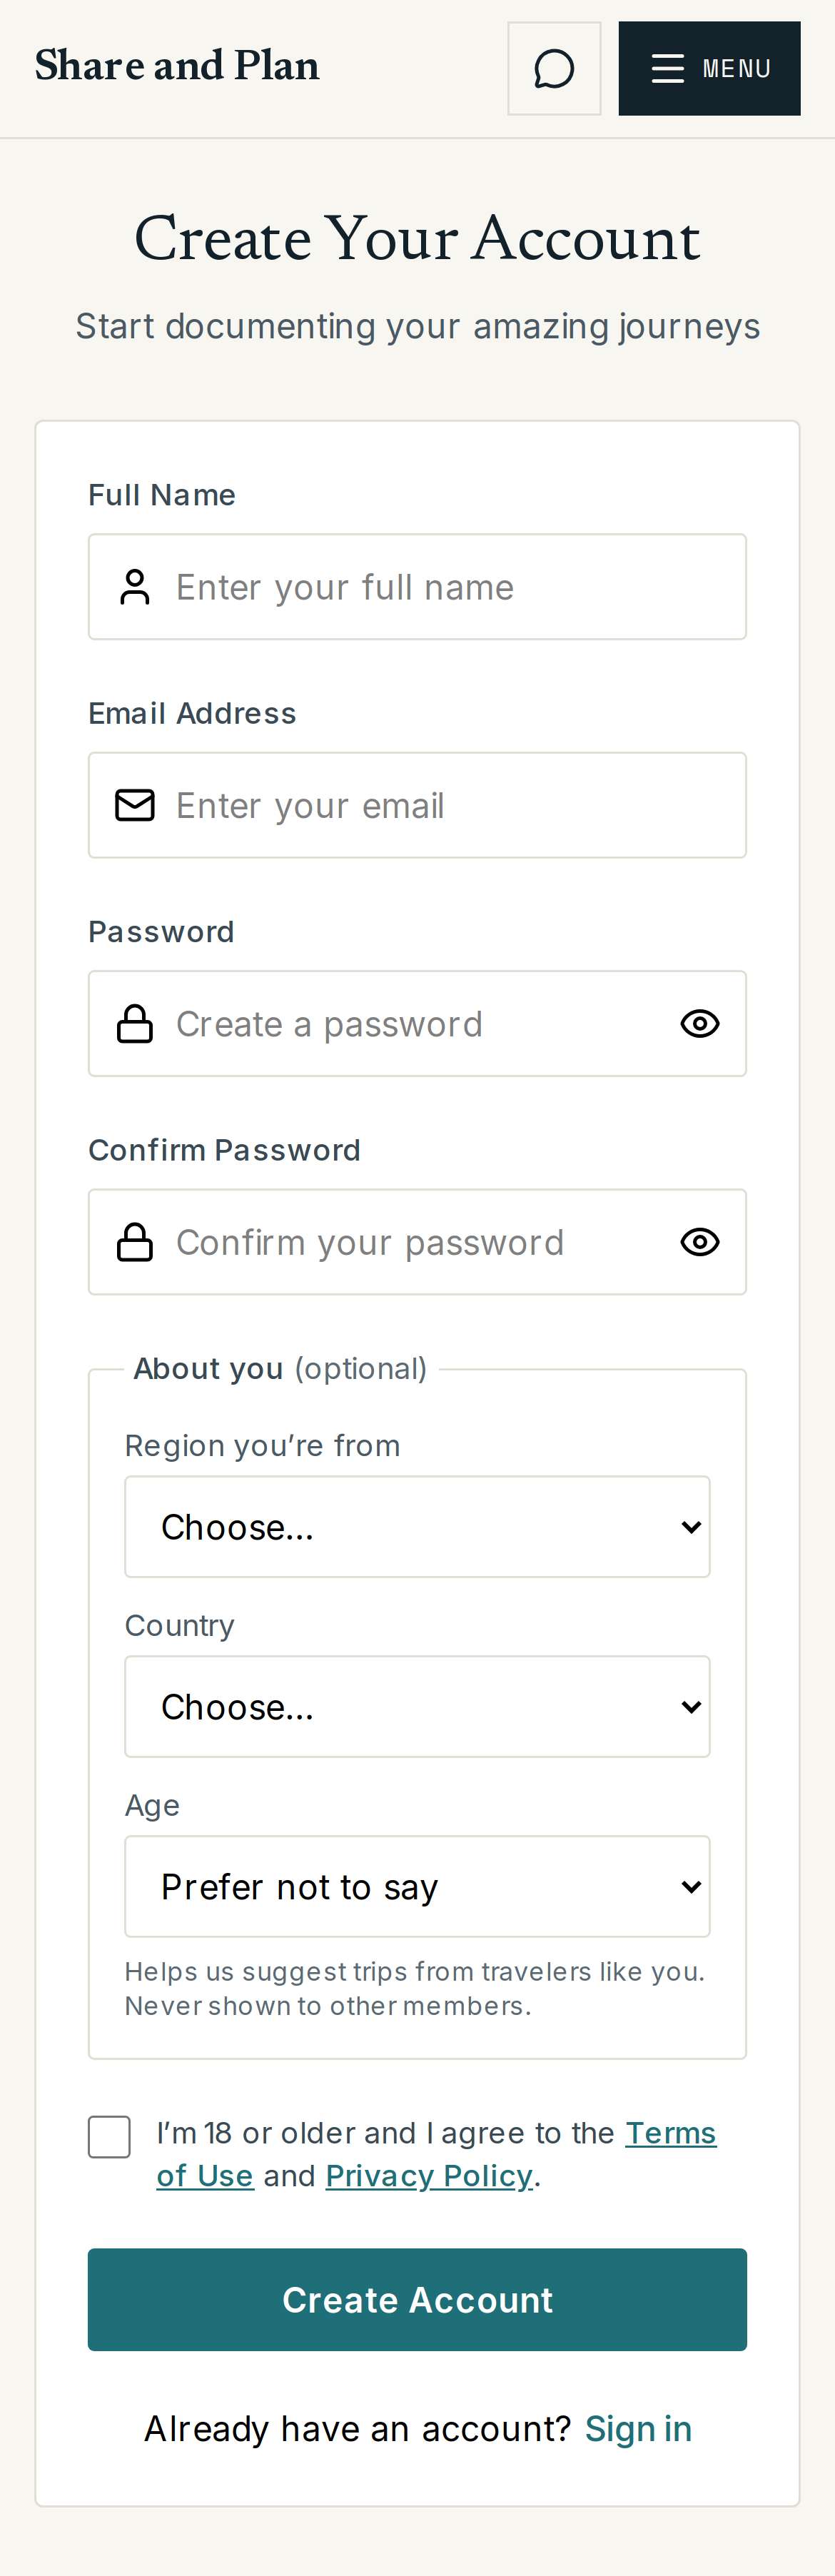 Share and Plan
MENU
Create Your Account
Start documenting your amazing journeys
Full Name
Enter your full name
Email Address
Enter your email
Password
Create a password
Confirm Password
Confirm your password
About you (optional)
Region you’re from
Choose...
Country
Choose...
Age
Prefer not to say
Helps us suggest trips from travelers like you.
Never shown to other members.
I’m 18 or older and I agree to the Terms
of Use and Privacy Policy.
Create Account
Already have an account? Sign in